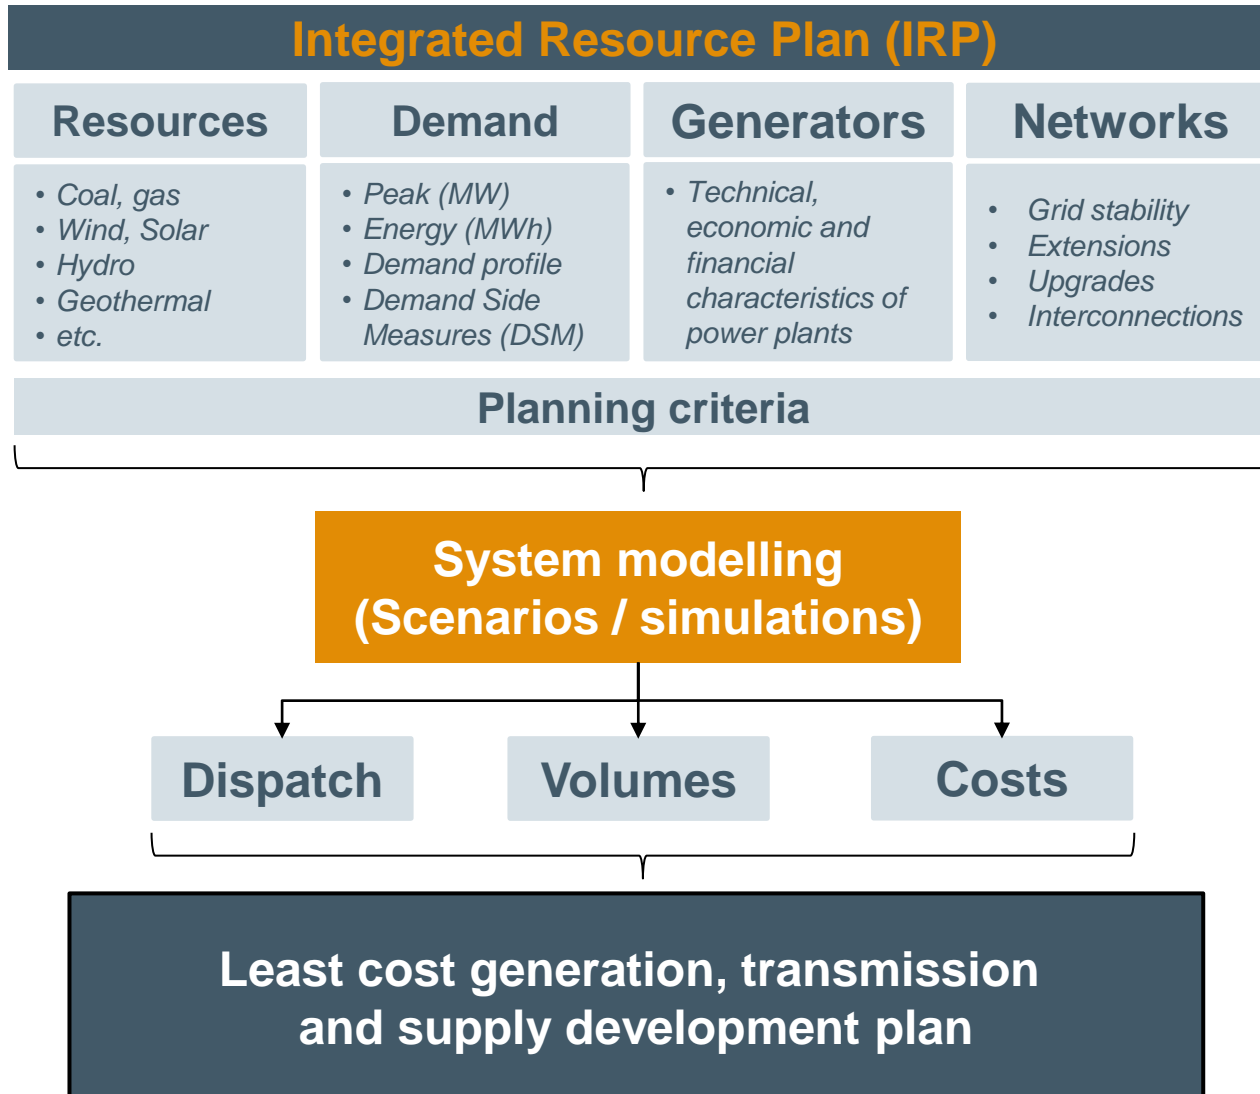 Integrated Resource Plan (IRP)
Resources
• Coal, gas
• Wind, Solar
• Hydro
• Geothermal
• etc.
Demand
• Peak (MW)
• Energy (MWh)
• Demand profile
• Demand Side
Measures (DSM)
Generators
• Technical,
economic and
financial
characteristics of
power plants
Networks
• Grid stability
• Extensions
• Upgrades
• Interconnections
Planning criteria
System modelling
(Scenarios / simulations)
Dispatch
Volumes
Costs
Least cost generation, transmission
and supply development plan